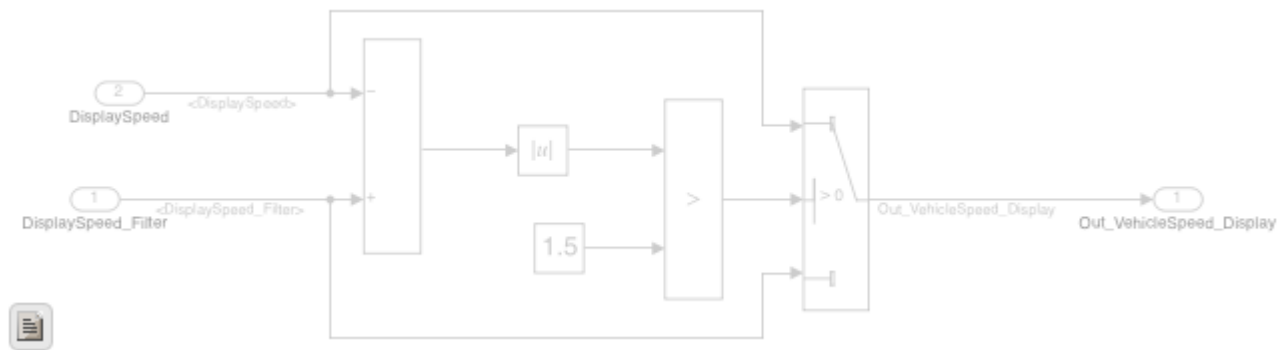 2
<DisplaySpeed>
DisplaySpeed
−
|u|
1
<DisplaySpeed_Filter>
DisplaySpeed_Filter
+
>
> 0
Out_VehicleSpeed_Display
1
Out_VehicleSpeed_Display
1.5